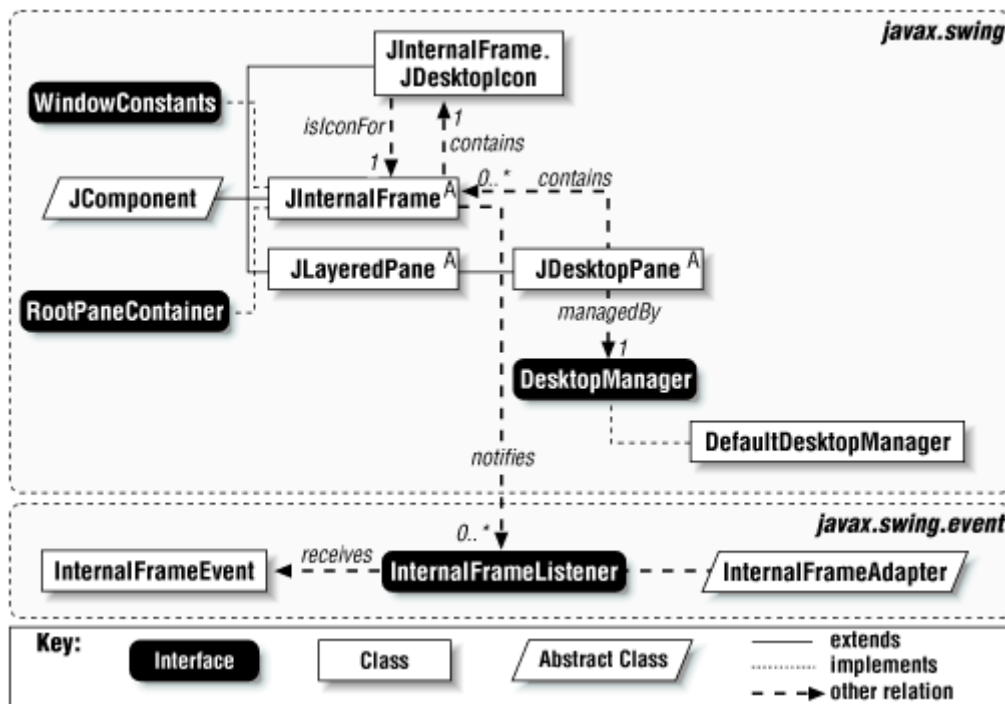 javax.swing
JInternalFrame.
JDesktopIcon
WindowConstants
isIconFor
1
contains
1
0..*
contains
JComponent
JInternalFrame
A
JLayeredPane
A
JDesktopPane
A
RootPaneContainer
managedBy
1
DesktopManager
DefaultDesktopManager
notifies
javax.swing.event
0..*
receives
InternalFrameEvent
InternalFrameListener
InternalFrameAdapter
Key:
Interface
Class
Abstract Class
extends
implements
other relation